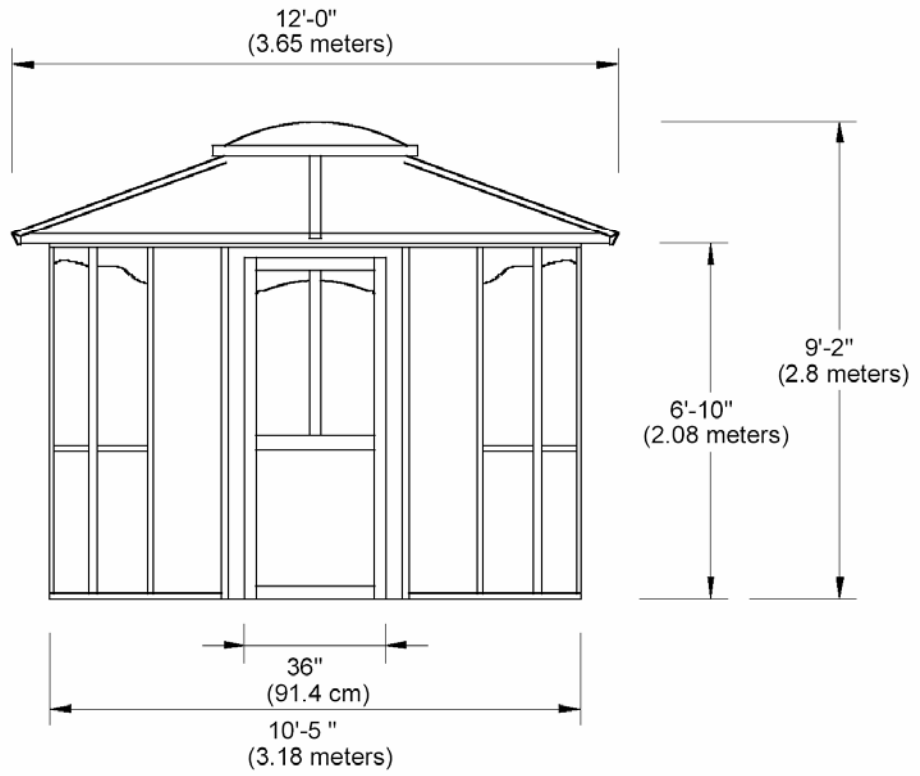 12'-0"
(3.65 meters)
9'-2"
(2.8 meters)
6'-10"
(2.08 meters)
36"
(91.4 cm)
10'-5 "
(3.18 meters)